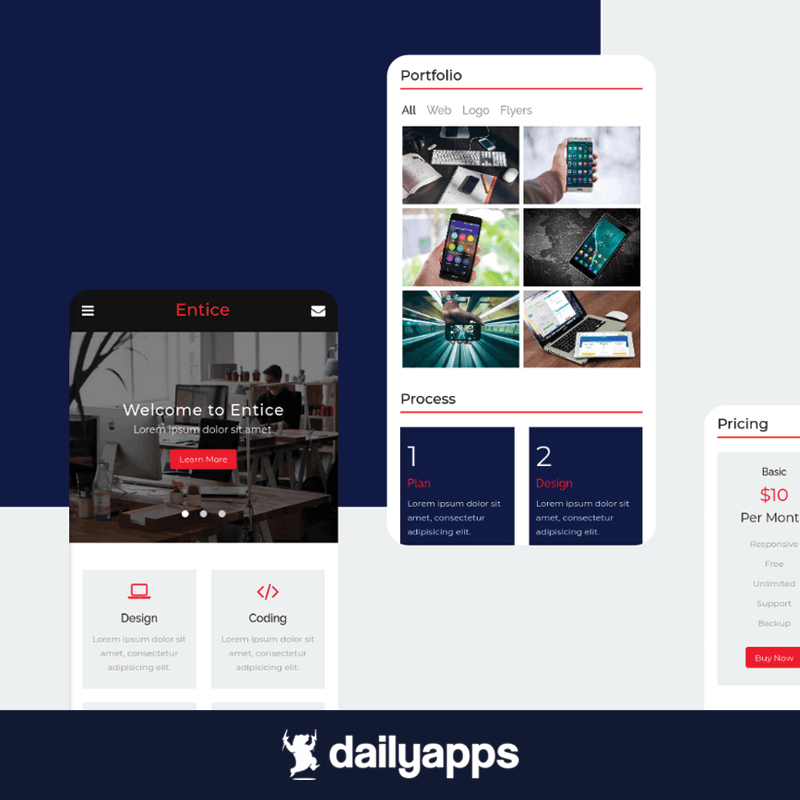 Entice
Welcome to Entice
Lorem ipsum dolor sit amet
Learn More
Design
Lorem ipsum dolor sit
amet, consectetur
adipisicing elit.
Coding
Lorem ipsum dolor sit
amet, consectetur
adipisicing elit.
Portfolio
All Web Logo Flyers
Process
1
Plan
Lorem ipsum dolor sit
amet, consectetur
adipisicing elit.
2
Design
Lorem ipsum dolor sit
amet, consectetur
adipisicing elit.
Pricing
Basic
$10
Per Mont
Responsive
Free
Unlimited
Support
Backup
Buy Now
dailyapps